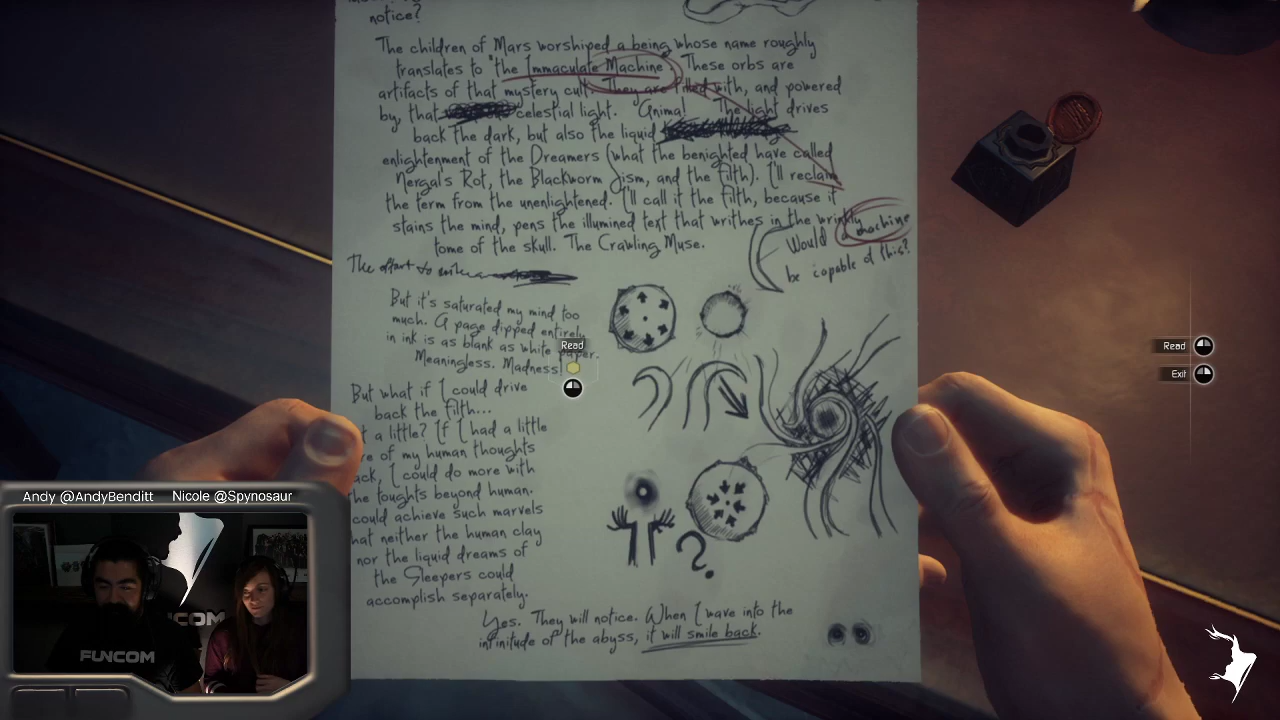 notice?
The children of Mars worshiped a being whose name roughly
translates to "the Immaculate Machine". These orbs are
artifacts of that mystery cult. They are filled with, and powered
by, that celestial light. Anima! The light drives
back the dark, but also the liquid
enlightenment of the Dreamers (what the benighted have called
Nergal's Rot, the Blackworm Jism, and the filth). I'll reclaim
the term from the unenlightened. I'll call it the filth, because it
stains the mind, pens the illumined text that writhes in the wrinkly
tome of the skull. The Crawling Muse.
Would a machine
be capable of this?
The effort to
But it's saturated my mind too
much. A page dipped entirely
in ink is as blank as white paper.
Meaningless. Madness!
But what if I could drive
back the filth...
a little? If I had a little
of my human thoughts
I could do more with
thoughts beyond human.
could achieve such marvels
that neither the human clay
nor the liquid dreams of
the Sleepers could
accomplish separately.
?
Yes. They will notice. When I wave into the
infinitude of the abyss, it will smile back.
Read
Read
Exit
Andy @AndyBenditt Nicole @Spynosaur
FUNCOM
COM